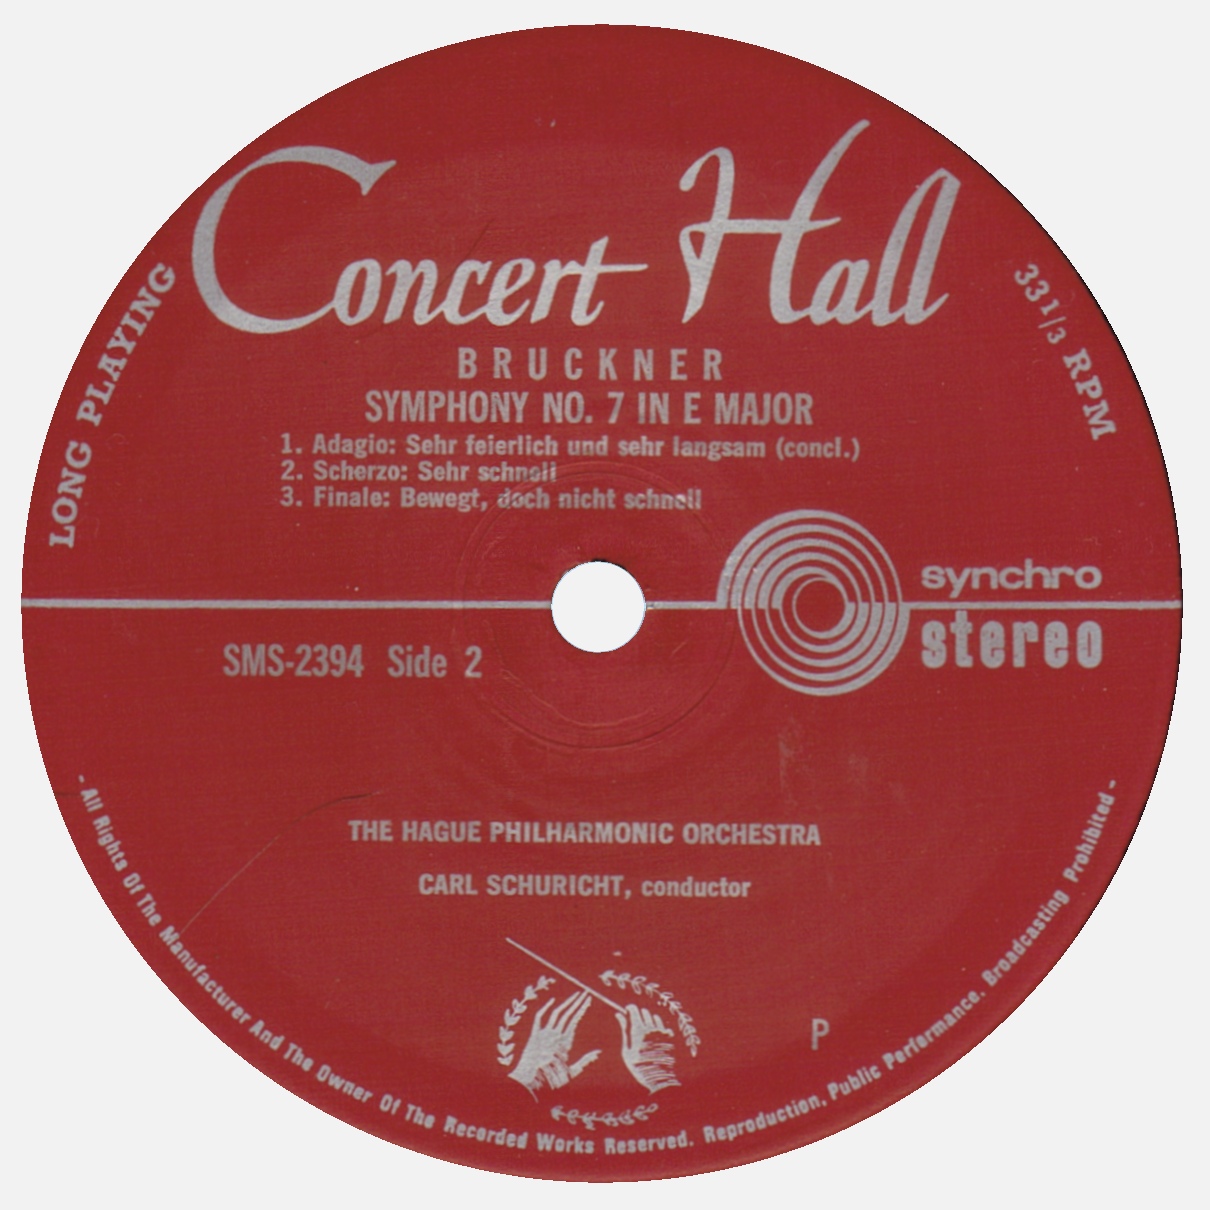 Concert Hall
LONG PLAYING
33 1/3 RPM
BRUCKNER
SYMPHONY NO. 7 IN E MAJOR
1. Adagio: Sehr feierlich und sehr langsam (concl.)
2. Scherzo: Sehr schnell
3. Finale: Bewegt, doch nicht schnell
synchro
stereo
SMS-2394 Side 2
THE HAGUE PHILHARMONIC ORCHESTRA
CARL SCHURICHT, conductor
P
- All Rights Of The Manufacturer And The Owner Of The Recorded Works Reserved. Reproduction, Public Performance, Broadcasting Prohibited -